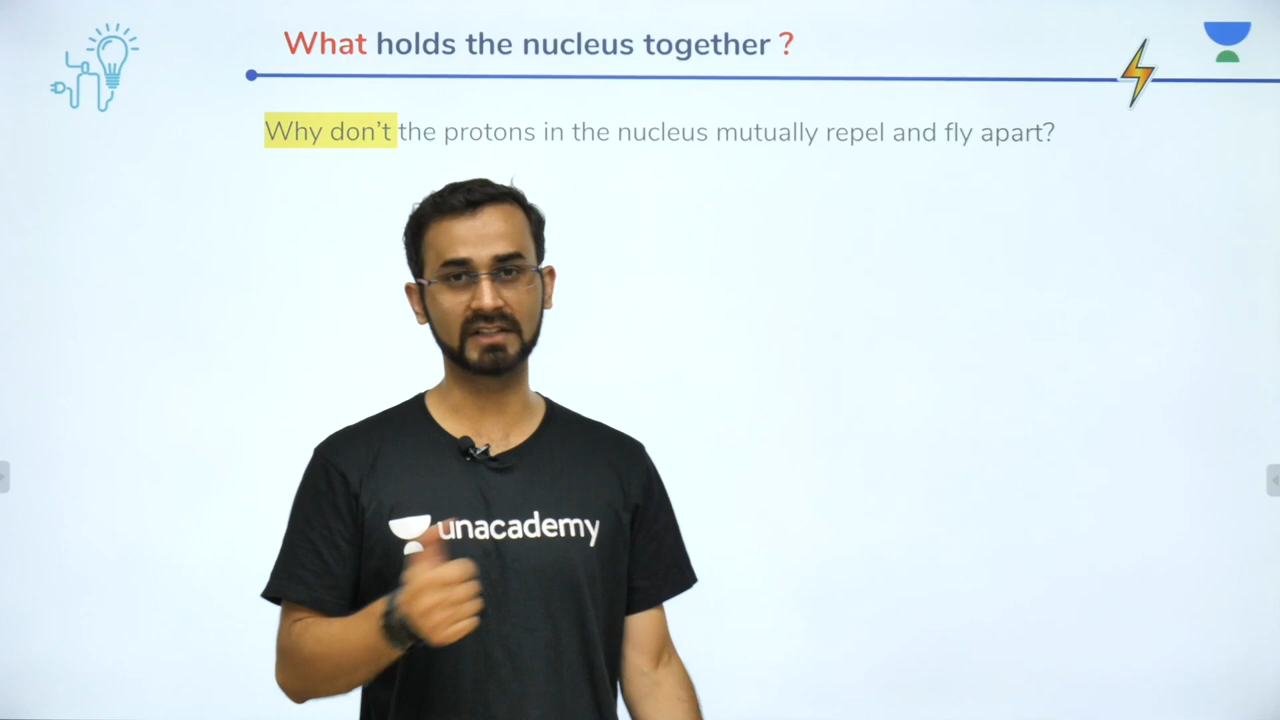 What holds the nucleus together ?
Why don't the protons in the nucleus mutually repel and fly apart?
unacademy